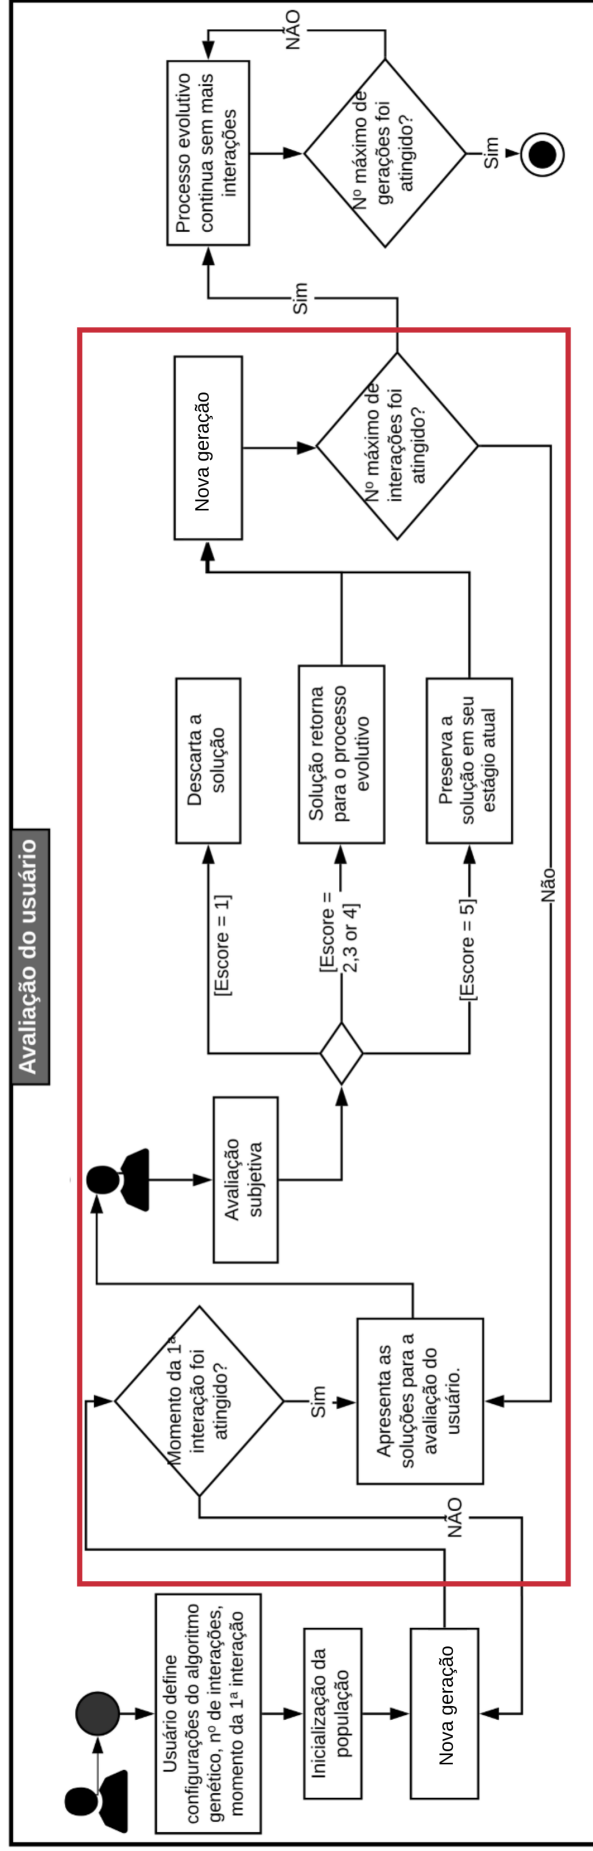 Avaliação do usuário
Usuário define
configurações do algoritmo
genético, nº de interações,
momento da 1ª interação
Inicialização da
população
Nova geração
Momento da 1ª
interação foi
atingido?
NÃO
Sim
Apresenta as
soluções para a
avaliação do
usuário.
Avaliação
subjetiva
[Escore = 1]
[Escore =
2,3 or 4]
[Escore = 5]
Descarta a
solução
Solução retorna
para o processo
evolutivo
Preserva a
solução em seu
estágio atual
Nova geração
Nº máximo de
interações foi
atingido?
Não
Sim
Processo evolutivo
continua sem mais
interações
Nº máximo de
gerações foi
atingido?
NÃO
Sim